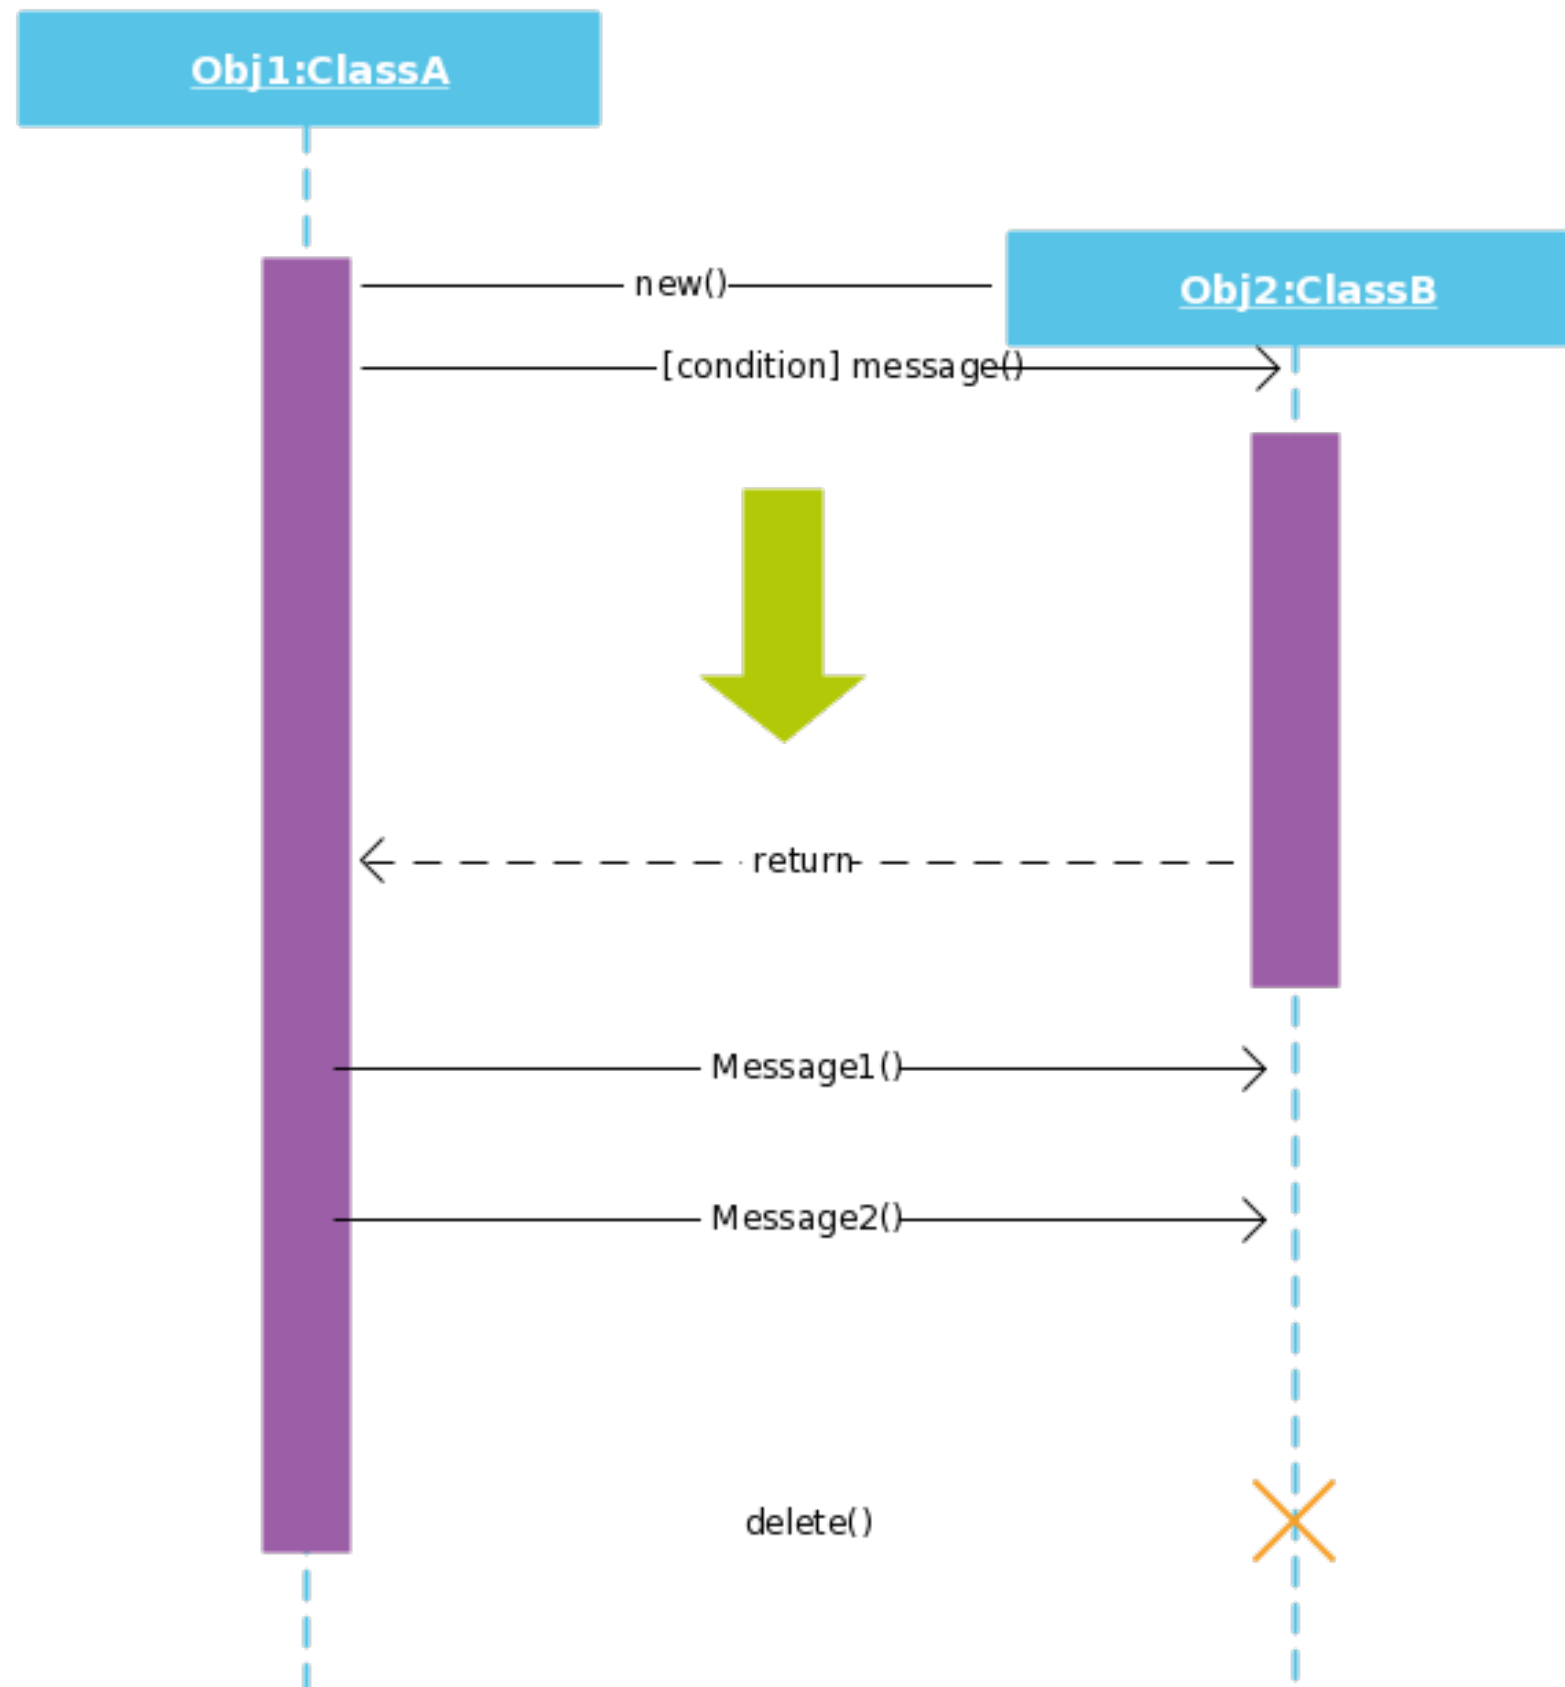 Obj1:ClassA
new()
Obj2:ClassB
[condition] message()
return
Message1()
Message2()
delete()